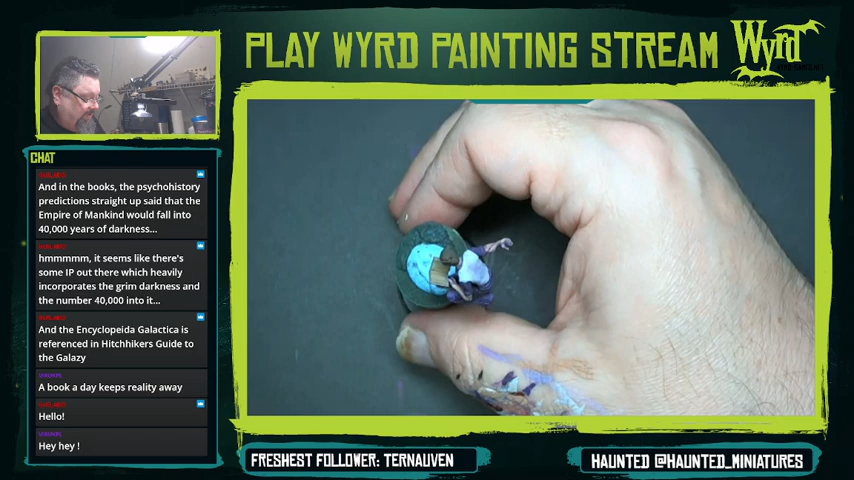 PLAY WYRD PAINTING STREAM
Wyrd
CHAT
And in the books, the psychohistory
predictions straight up said that the
Empire of Mankind would fall into
40,000 years of darkness...
hmmmmm, it seems like there's
some IP out there which heavily
incorporates the grim darkness and
the number 40,000 into it...
And the Encyclopeida Galactica is
referenced in Hitchhikers Guide to
the Galazy
A book a day keeps reality away
Hello!
Hey hey !
FRESHEST FOLLOWER: TERNAUVEN
HAUNTED @HAUNTED_MINIATURES